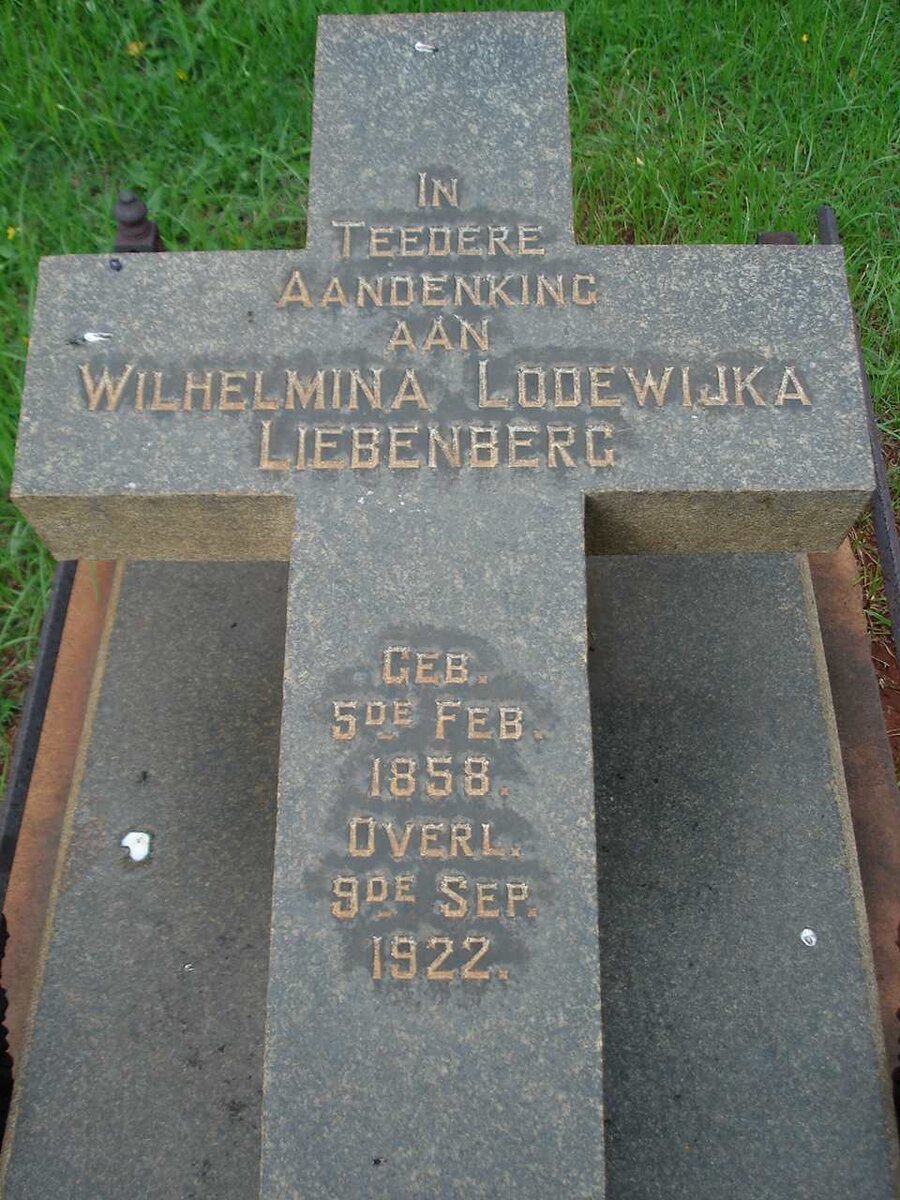 IN
TEEDERE
AANDENKING
AAN
WILHELMINA LODEWIJKA
LIEBENBERG
GEB.
5DE FEB.
1858.
OVERL.
9DE SEP.
1922.